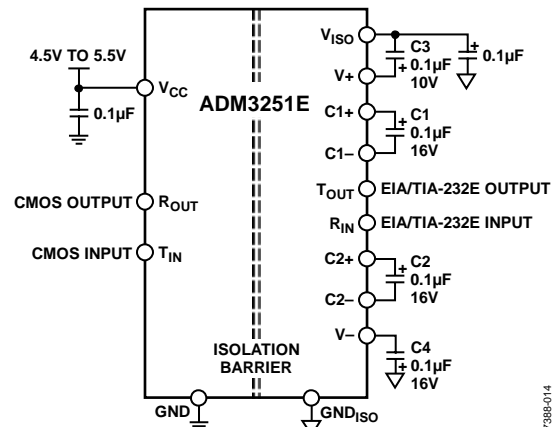 4.5V TO 5.5V
0.1µF
VCC
ADM3251E
VISO
C3
+ 0.1µF
10V
+ 0.1µF
V+
C1+
+ C1
0.1µF
16V
C1–
CMOS OUTPUT
ROUT
TOUT
EIA/TIA-232E OUTPUT
RIN
EIA/TIA-232E INPUT
CMOS INPUT
TIN
C2+
+ C2
0.1µF
16V
C2–
V–
C4
+ 0.1µF
16V
ISOLATION
BARRIER
GND
GNDISO
7388-014